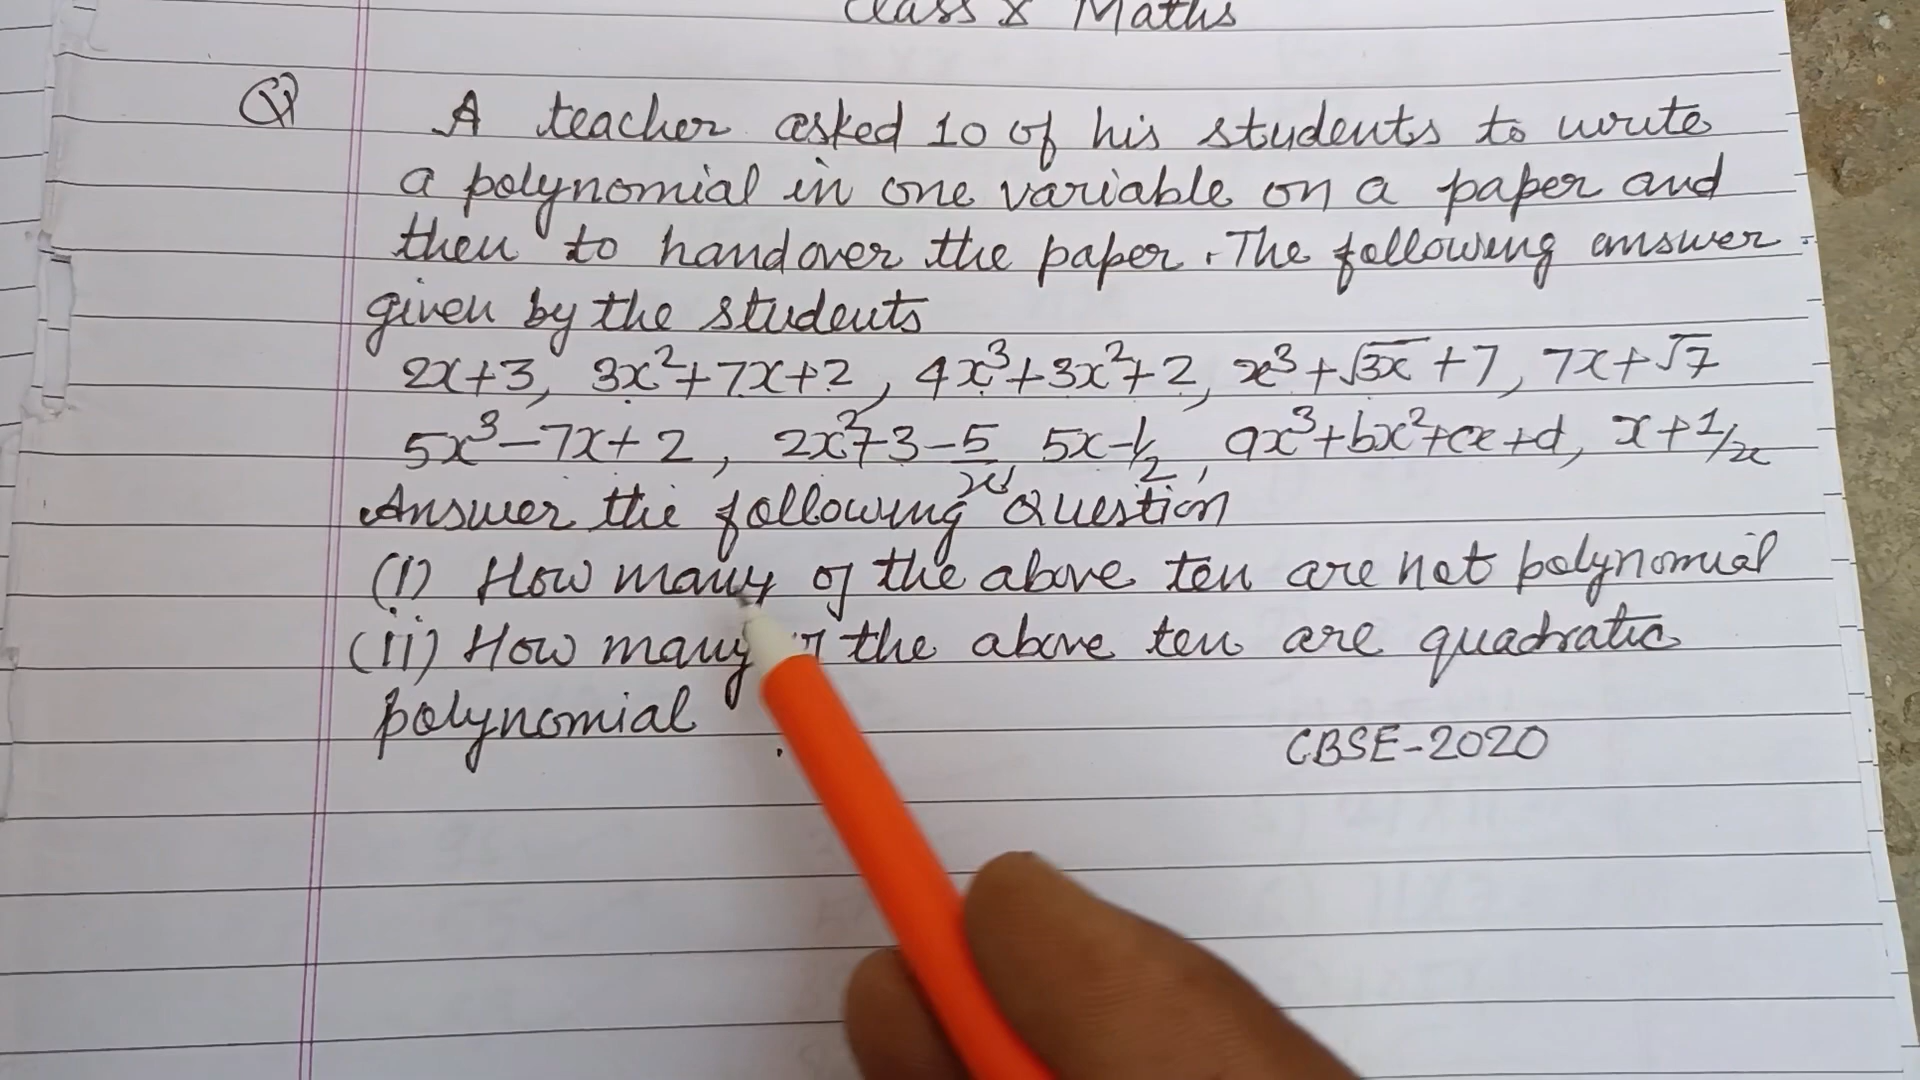 Class X Maths
Q A teacher asked 10 of his students to write
a polynomial in one variable on a paper and
then to handover the paper. The following answer
given by the students
2x+3, 3x²+7x+2, 4x³+3x²+2, x³+√3x+7, 7x+√7
5x³-7x+2, 2x²+3-5/x, 5x-1/2, ax³+bx²+cx+d, x+1/x
Answer the following Question
(i) How many of the above ten are not polynomial
(ii) How many of the above ten are quadratic
polynomial
CBSE-2020